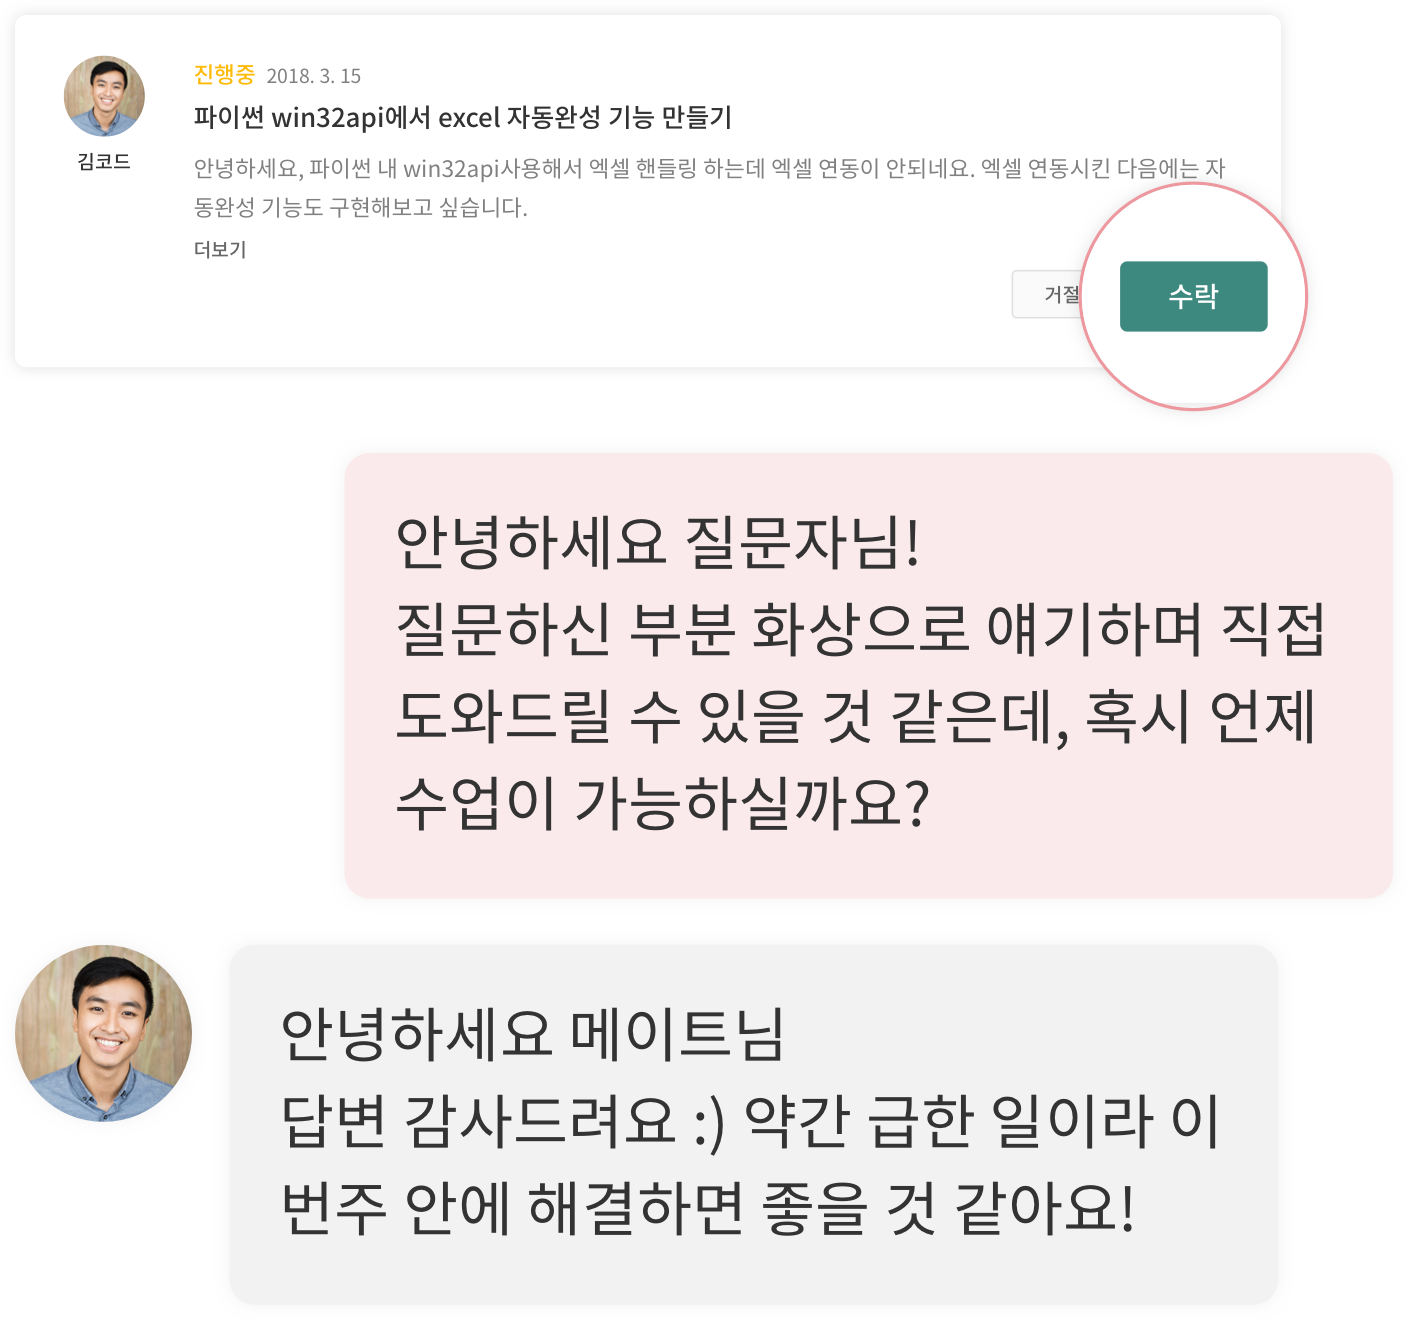 진행중 2018. 3. 15
파이썬 win32api에서 excel 자동완성 기능 만들기
김코드
안녕하세요, 파이썬 내 win32api사용해서 엑셀 핸들링 하는데 엑셀 연동이 안되네요. 엑셀 연동시킨 다음에는 자
동완성 기능도 구현해보고 싶습니다.
더보기
거절
수락
안녕하세요 질문자님!
질문하신 부분 화상으로 얘기하며 직접
도와드릴 수 있을 것 같은데, 혹시 언제
수업이 가능하실까요?
안녕하세요 메이트님
답변 감사드려요 :) 약간 급한 일이라 이
번주 안에 해결하면 좋을 것 같아요!